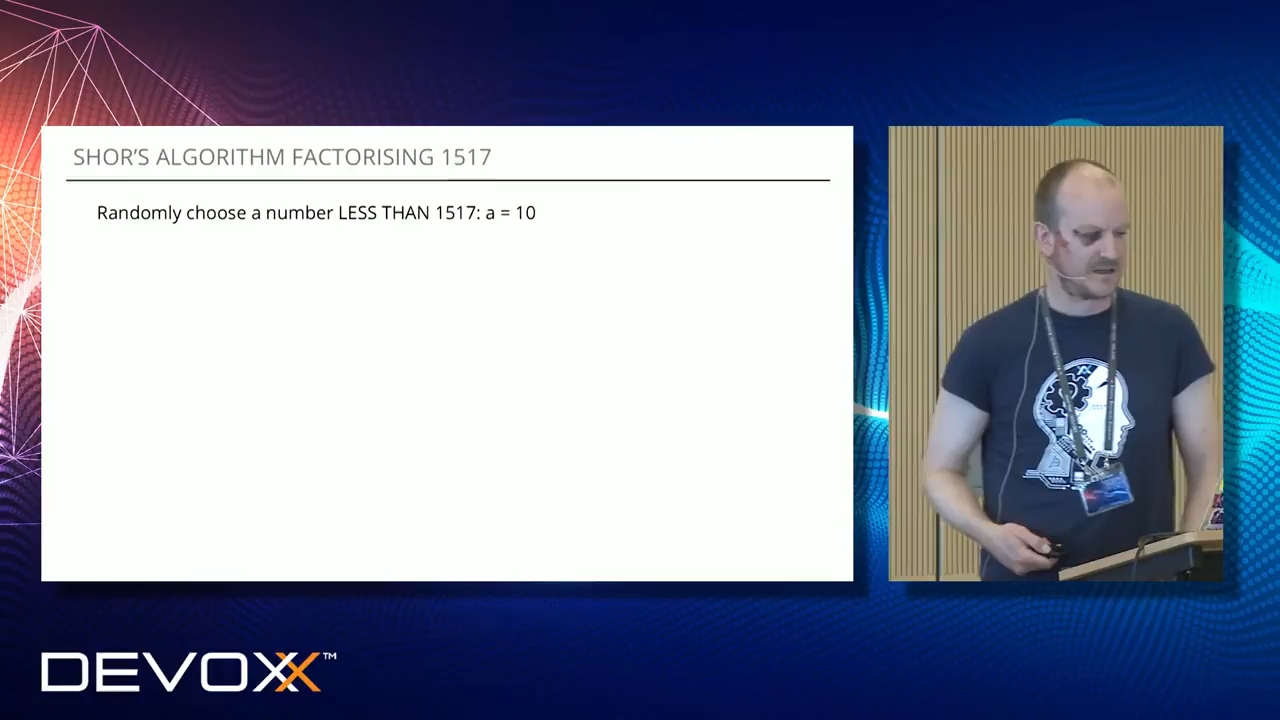 SHOR'S ALGORITHM FACTORISING 1517
Randomly choose a number LESS THAN 1517: a = 10
DEVOXX™